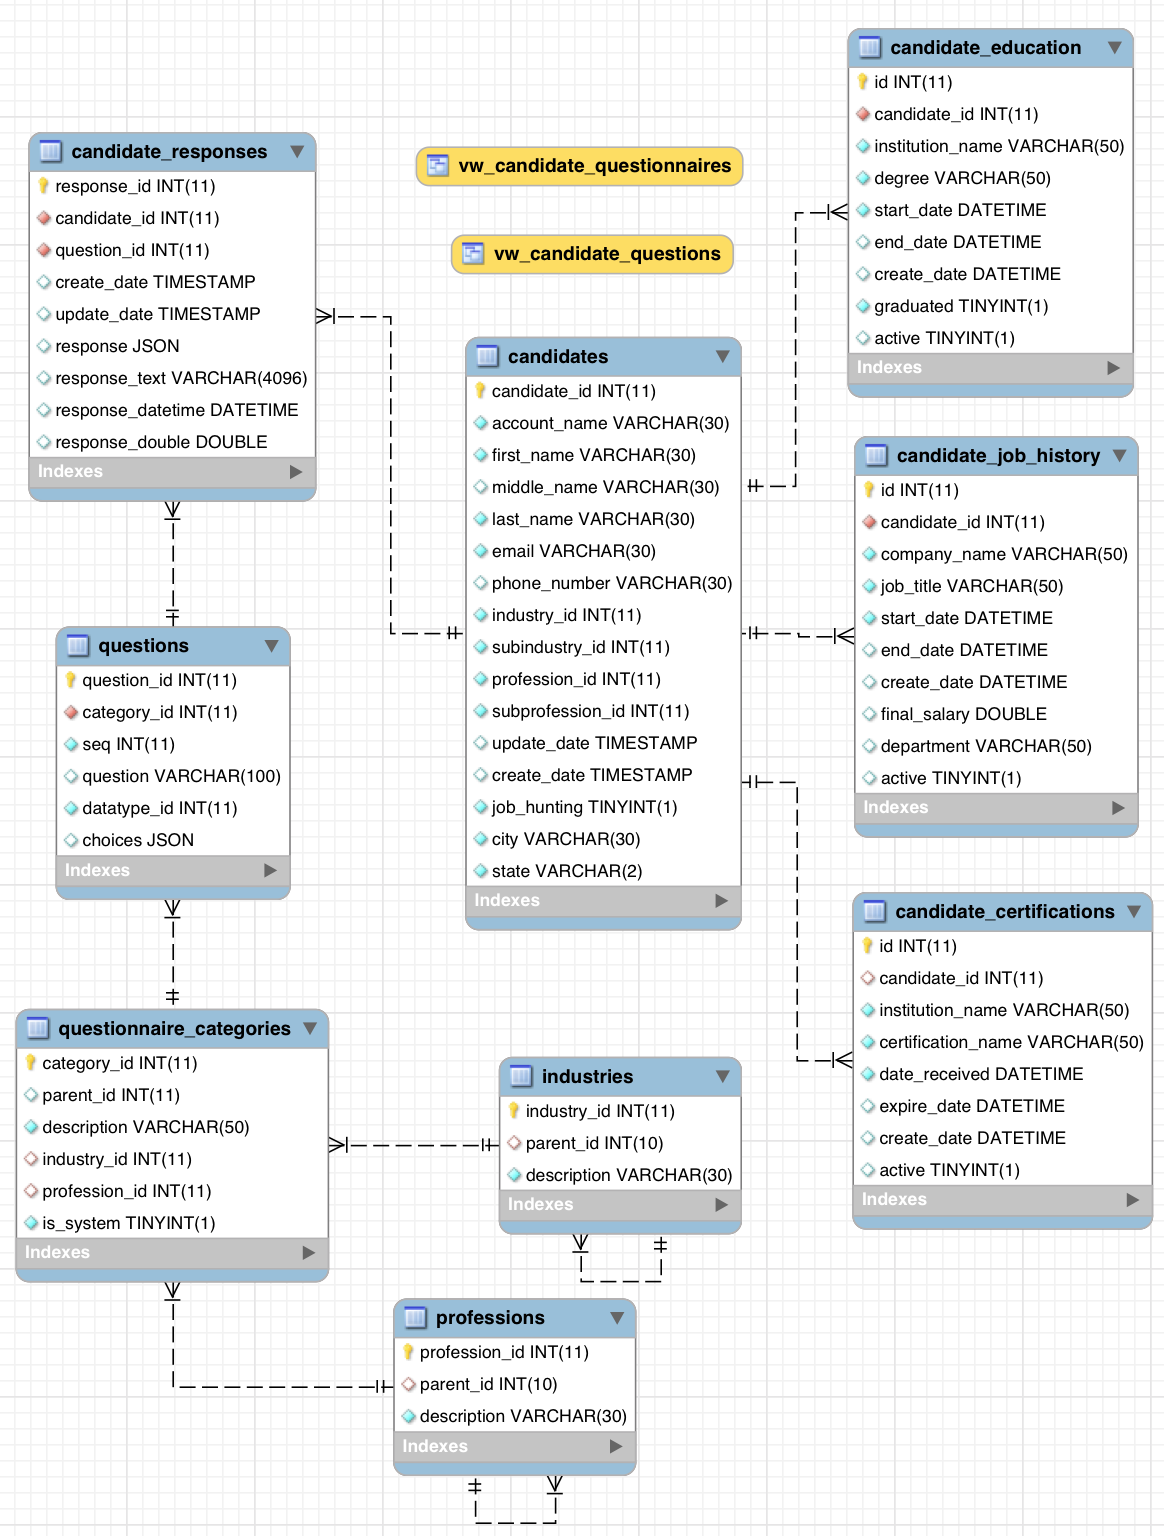 candidate_responses
response_id INT(11)
candidate_id INT(11)
question_id INT(11)
create_date TIMESTAMP
update_date TIMESTAMP
response JSON
response_text VARCHAR(4096)
response_datetime DATETIME
response_double DOUBLE
Indexes
questions
question_id INT(11)
category_id INT(11)
seq INT(11)
question VARCHAR(100)
datatype_id INT(11)
choices JSON
Indexes
questionnaire_categories
category_id INT(11)
parent_id INT(11)
description VARCHAR(50)
industry_id INT(11)
profession_id INT(11)
is_system TINYINT(1)
Indexes
vw_candidate_questionnaires
vw_candidate_questions
candidates
candidate_id INT(11)
account_name VARCHAR(30)
first_name VARCHAR(30)
middle_name VARCHAR(30)
last_name VARCHAR(30)
email VARCHAR(30)
phone_number VARCHAR(30)
industry_id INT(11)
subindustry_id INT(11)
profession_id INT(11)
subprofession_id INT(11)
update_date TIMESTAMP
create_date TIMESTAMP
job_hunting TINYINT(1)
city VARCHAR(30)
state VARCHAR(2)
Indexes
industries
industry_id INT(11)
parent_id INT(10)
description VARCHAR(30)
Indexes
professions
profession_id INT(11)
parent_id INT(10)
description VARCHAR(30)
Indexes
candidate_education
id INT(11)
candidate_id INT(11)
institution_name VARCHAR(50)
degree VARCHAR(50)
start_date DATETIME
end_date DATETIME
create_date DATETIME
graduated TINYINT(1)
active TINYINT(1)
Indexes
candidate_job_history
id INT(11)
candidate_id INT(11)
company_name VARCHAR(50)
job_title VARCHAR(50)
start_date DATETIME
end_date DATETIME
create_date DATETIME
final_salary DOUBLE
department VARCHAR(50)
active TINYINT(1)
Indexes
candidate_certifications
id INT(11)
candidate_id INT(11)
institution_name VARCHAR(50)
certification_name VARCHAR(50)
date_received DATETIME
expire_date DATETIME
create_date DATETIME
active TINYINT(1)
Indexes